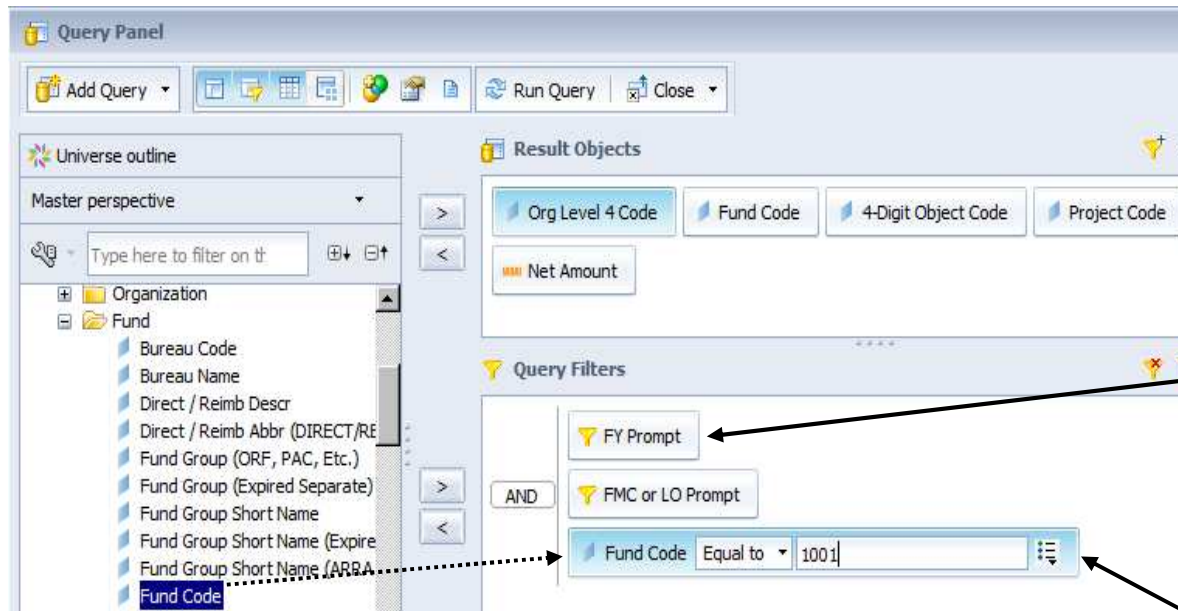 Query Panel
Add Query
Run Query
Close
Universe outline
Master perspective
Type here to filter on th
Organization
Fund
Bureau Code
Bureau Name
Direct / Reimb Descr
Direct / Reimb Abbr (DIRECT/RE
Fund Group (ORF, PAC, Etc.)
Fund Group (Expired Separate)
Fund Group Short Name
Fund Group Short Name (Expire
Fund Group Short Name (ARRA
Fund Code
>
<
>
<
Result Objects
Org Level 4 Code Fund Code 4-Digit Object Code Project Code
Net Amount
Query Filters
AND
FY Prompt
FMC or LO Prompt
Fund Code Equal to 1001